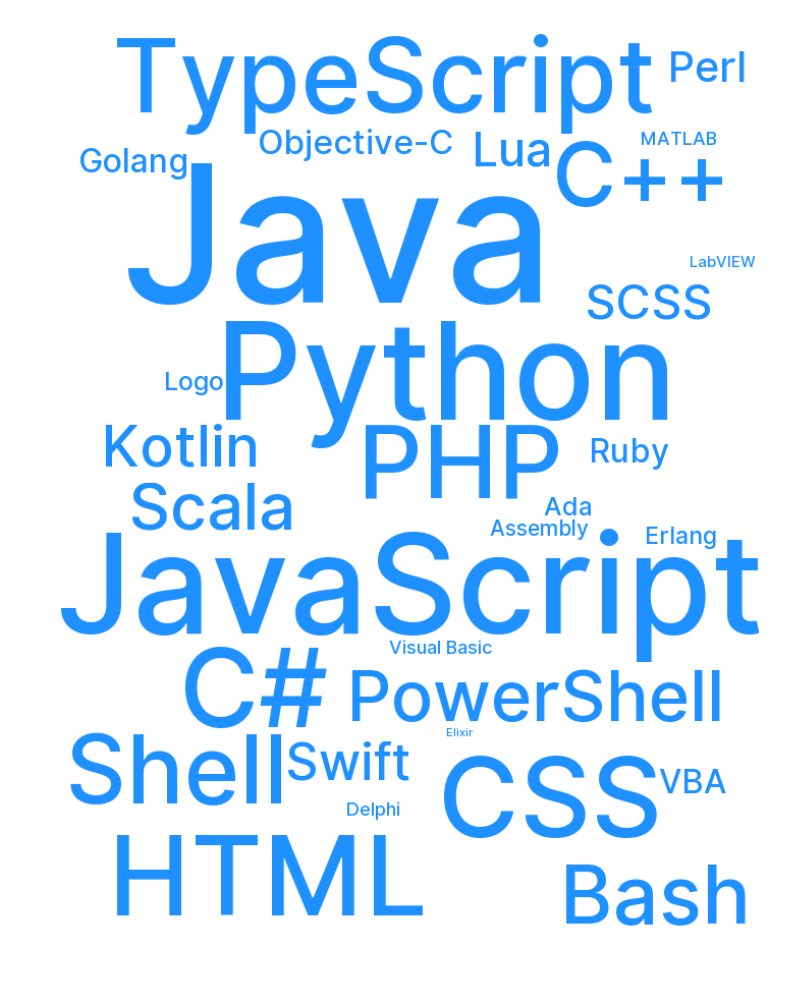 TypeScript
Perl
Objective-C
Lua
MATLAB
Golang
C++
Java
LabVIEW
SCSS
Python
Logo
Kotlin
PHP
Ruby
Scala
Ada
Assembly
Erlang
JavaScript
Visual Basic
C#
PowerShell
Elixir
Shell
Swift
CSS
VBA
Delphi
HTML
Bash